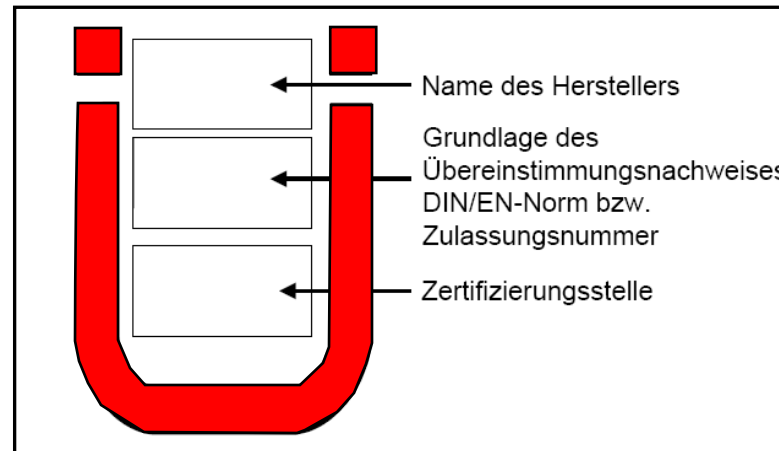 Name des Herstellers
Grundlage des
Übereinstimmungsnachweises
DIN/EN-Norm bzw.
Zulassungsnummer
Zertifizierungsstelle